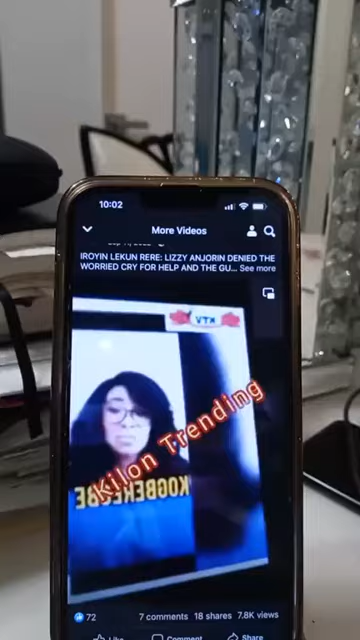 10:02
More Videos
IROYIN LEKUN RERE: LIZZY ANJORIN DENIED THE
WORRIED CRY FOR HELP AND THE GU... See more
VTK
Kilon Trending
KOGBEREGBE
72
7 comments 18 shares 7.8K views
Like Comment Share